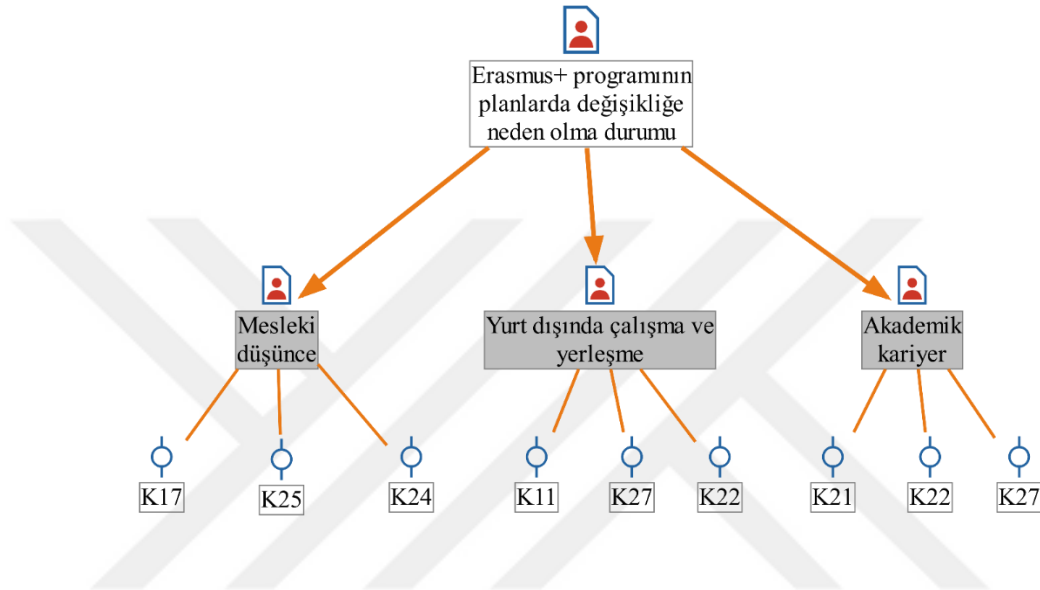 Erasmus+ programının
planlarda değişikliğe
neden olma durumu
Mesleki
düşünce
Yurt dışında çalışma ve
yerleşme
Akademik
kariyer
K17
K25
K24
K11
K27
K22
K21
K22
K27